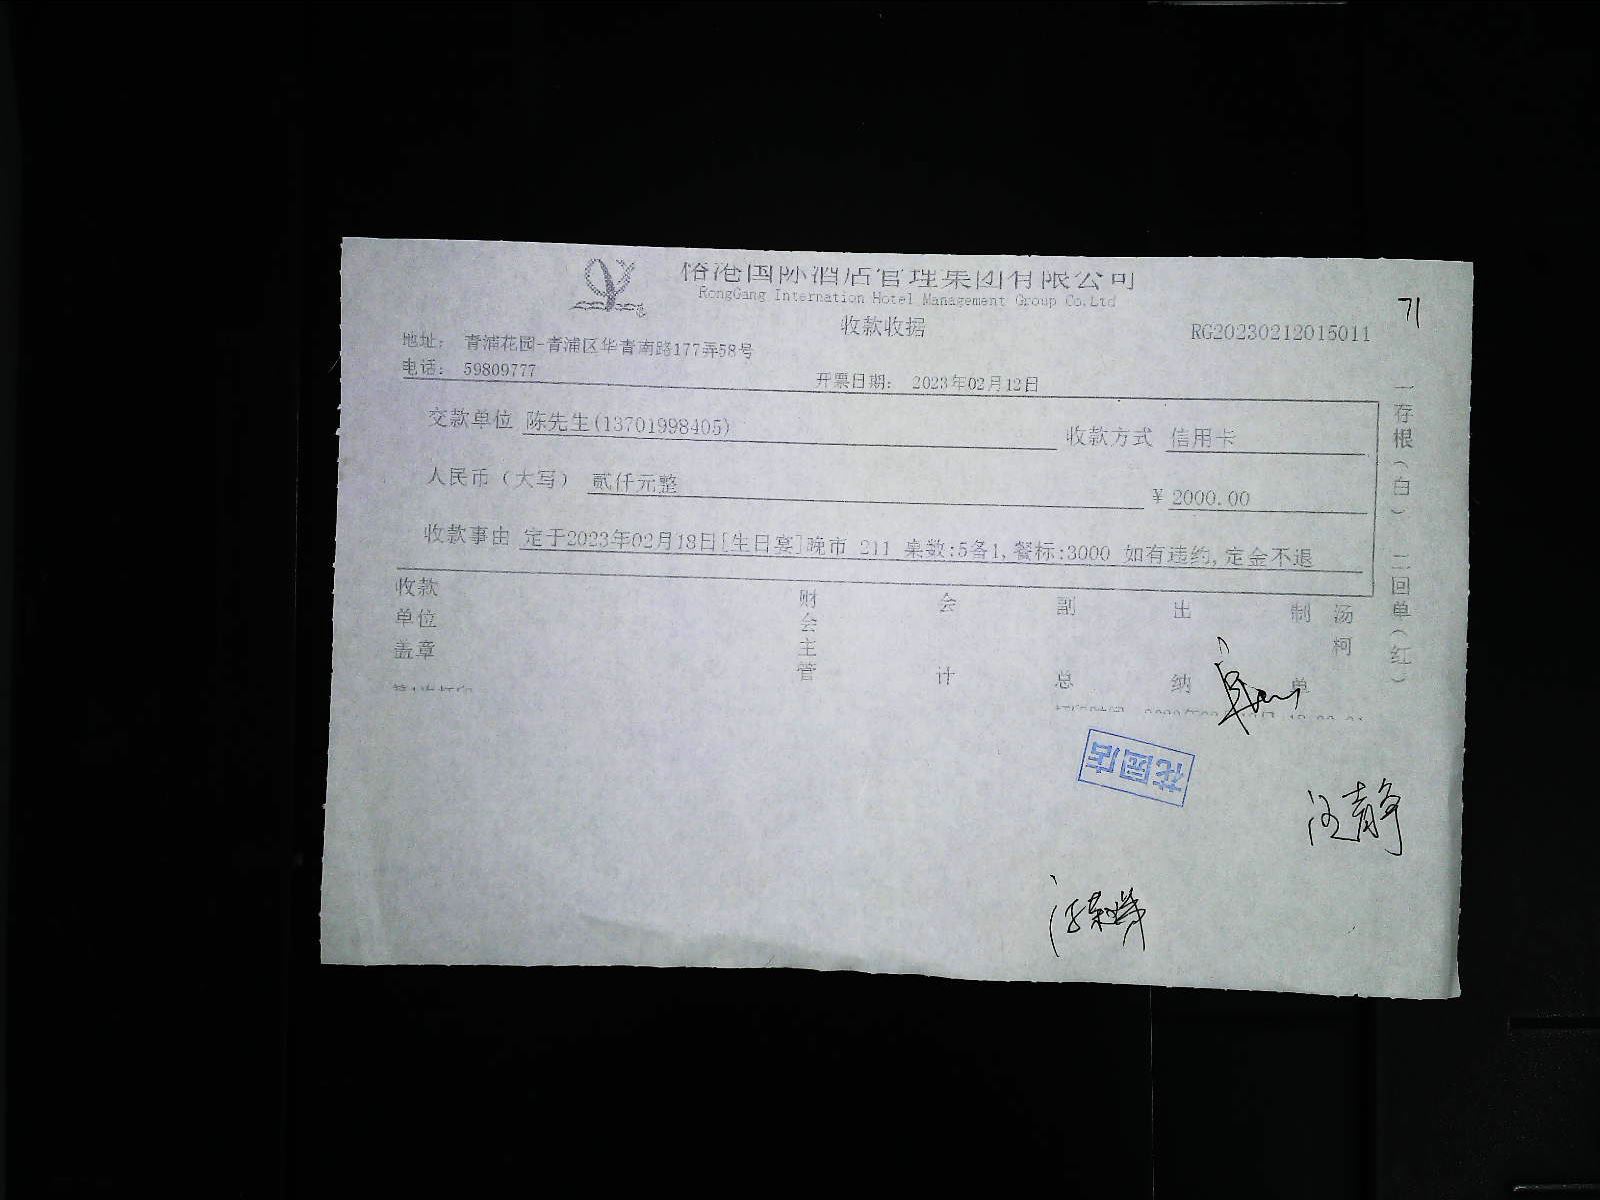 榕港国际酒店管理集团有限公司
RongGang Internation Hotel Management Group Co.Ltd
收款收据
71
RG20230212015011
地址： 青浦花园-青浦区华青南路177弄58号
电话： 59809777
开票日期： 2023年02月12日
交款单位 陈先生(13701998405)
收款方式 信用卡
人民币（大写） 贰仟元整
¥ 2000.00
收款事由 定于2023年02月18日[生日宴]晚市 211 桌数:5备1,餐标:3000 如有违约,定金不退
一存根（白） 二回单（红）
收款单位盖章
财会主管
会计
副总
出纳
制单
汤柯
花园店
汪静